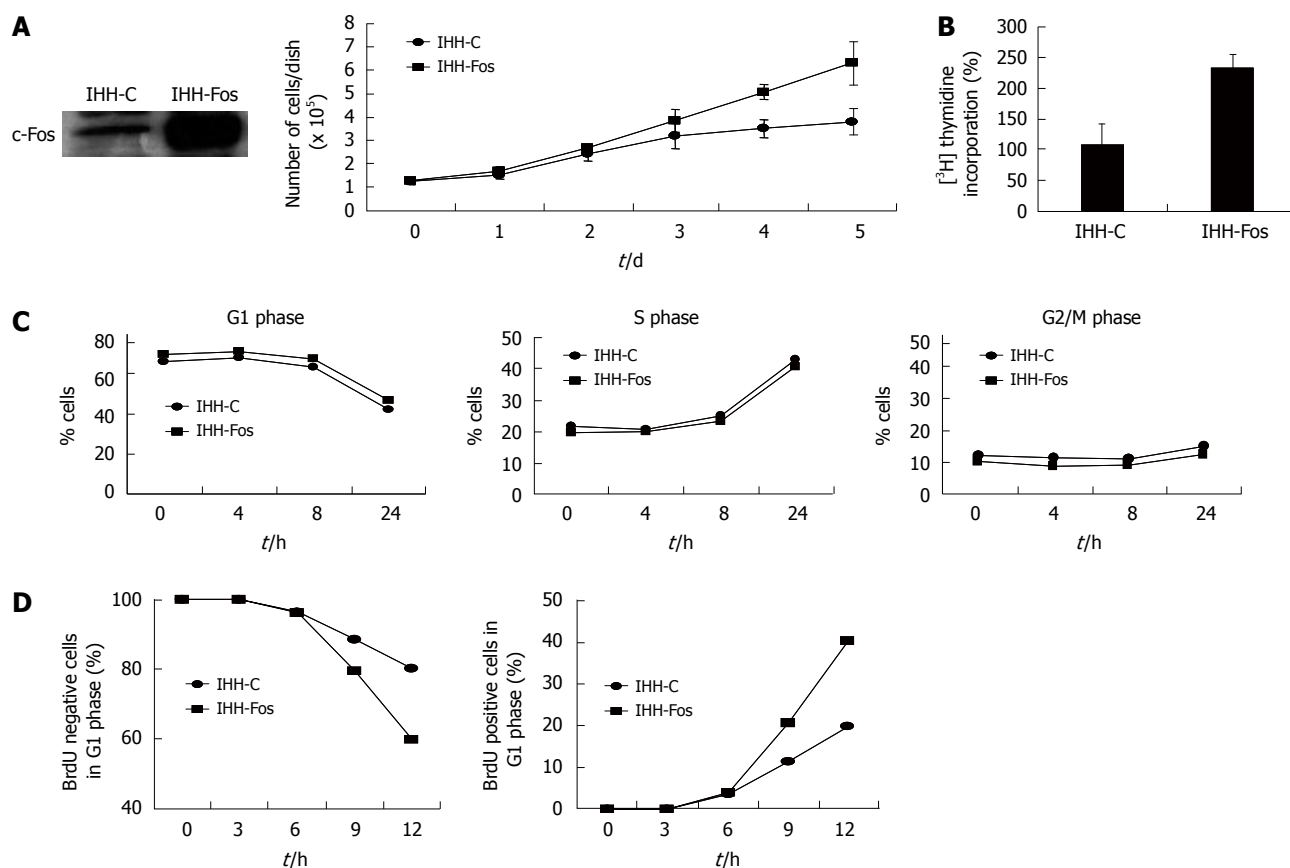 A
IHH-C IHH-Fos
c-Fos
Number of cells/dish
(x 10⁵)
8
7
6
5
4
3
2
1
0
IHH-C
IHH-Fos
0 1 2 3 4 5
t/d
B
[³H] thymidine
incorporation (%)
300
250
200
150
100
50
0
IHH-C IHH-Fos
C
G1 phase
% cells
80
60
40
20
0
IHH-C
IHH-Fos
0 4 8 24
t/h
S phase
% cells
50
40
30
20
10
0
IHH-C
IHH-Fos
0 4 8 24
t/h
G2/M phase
% cells
50
40
30
20
10
0
IHH-C
IHH-Fos
0 4 8 24
t/h
D
BrdU negative cells
in G1 phase (%)
100
80
60
40
IHH-C
IHH-Fos
0 3 6 9 12
t/h
BrdU positive cells in
G1 phase (%)
50
40
30
20
10
0
IHH-C
IHH-Fos
0 3 6 9 12
t/h